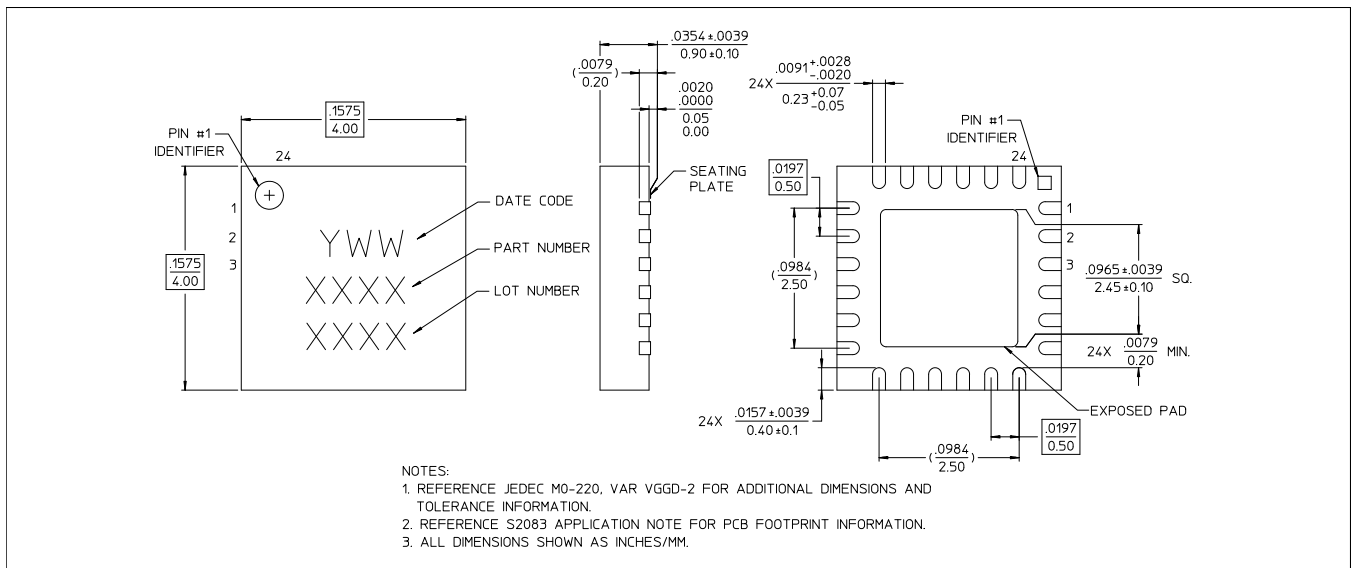 .0354±.0039
0.90±0.10
(.0079)
0.20
.0020
.0000
0.05
0.00
24X .0091 +.0028 -.0020
0.23 +0.07 -0.05
.1575
4.00
PIN #1
IDENTIFIER
24
PIN #1
IDENTIFIER
24
SEATING
PLATE
.0197
0.50
1
2
3
DATE CODE
YWW
PART NUMBER
XXXX
LOT NUMBER
XXXX
.1575
4.00
(.0984)
2.50
1
2
3
.0965±.0039
2.45±0.10 SQ.
24X .0079 MIN.
0.20
24X .0157±.0039
0.40±0.1
EXPOSED PAD
.0197
0.50
(.0984)
2.50
NOTES:
1. REFERENCE JEDEC MO-220, VAR VGGD-2 FOR ADDITIONAL DIMENSIONS AND
TOLERANCE INFORMATION.
2. REFERENCE S2083 APPLICATION NOTE FOR PCB FOOTPRINT INFORMATION.
3. ALL DIMENSIONS SHOWN AS INCHES/MM.